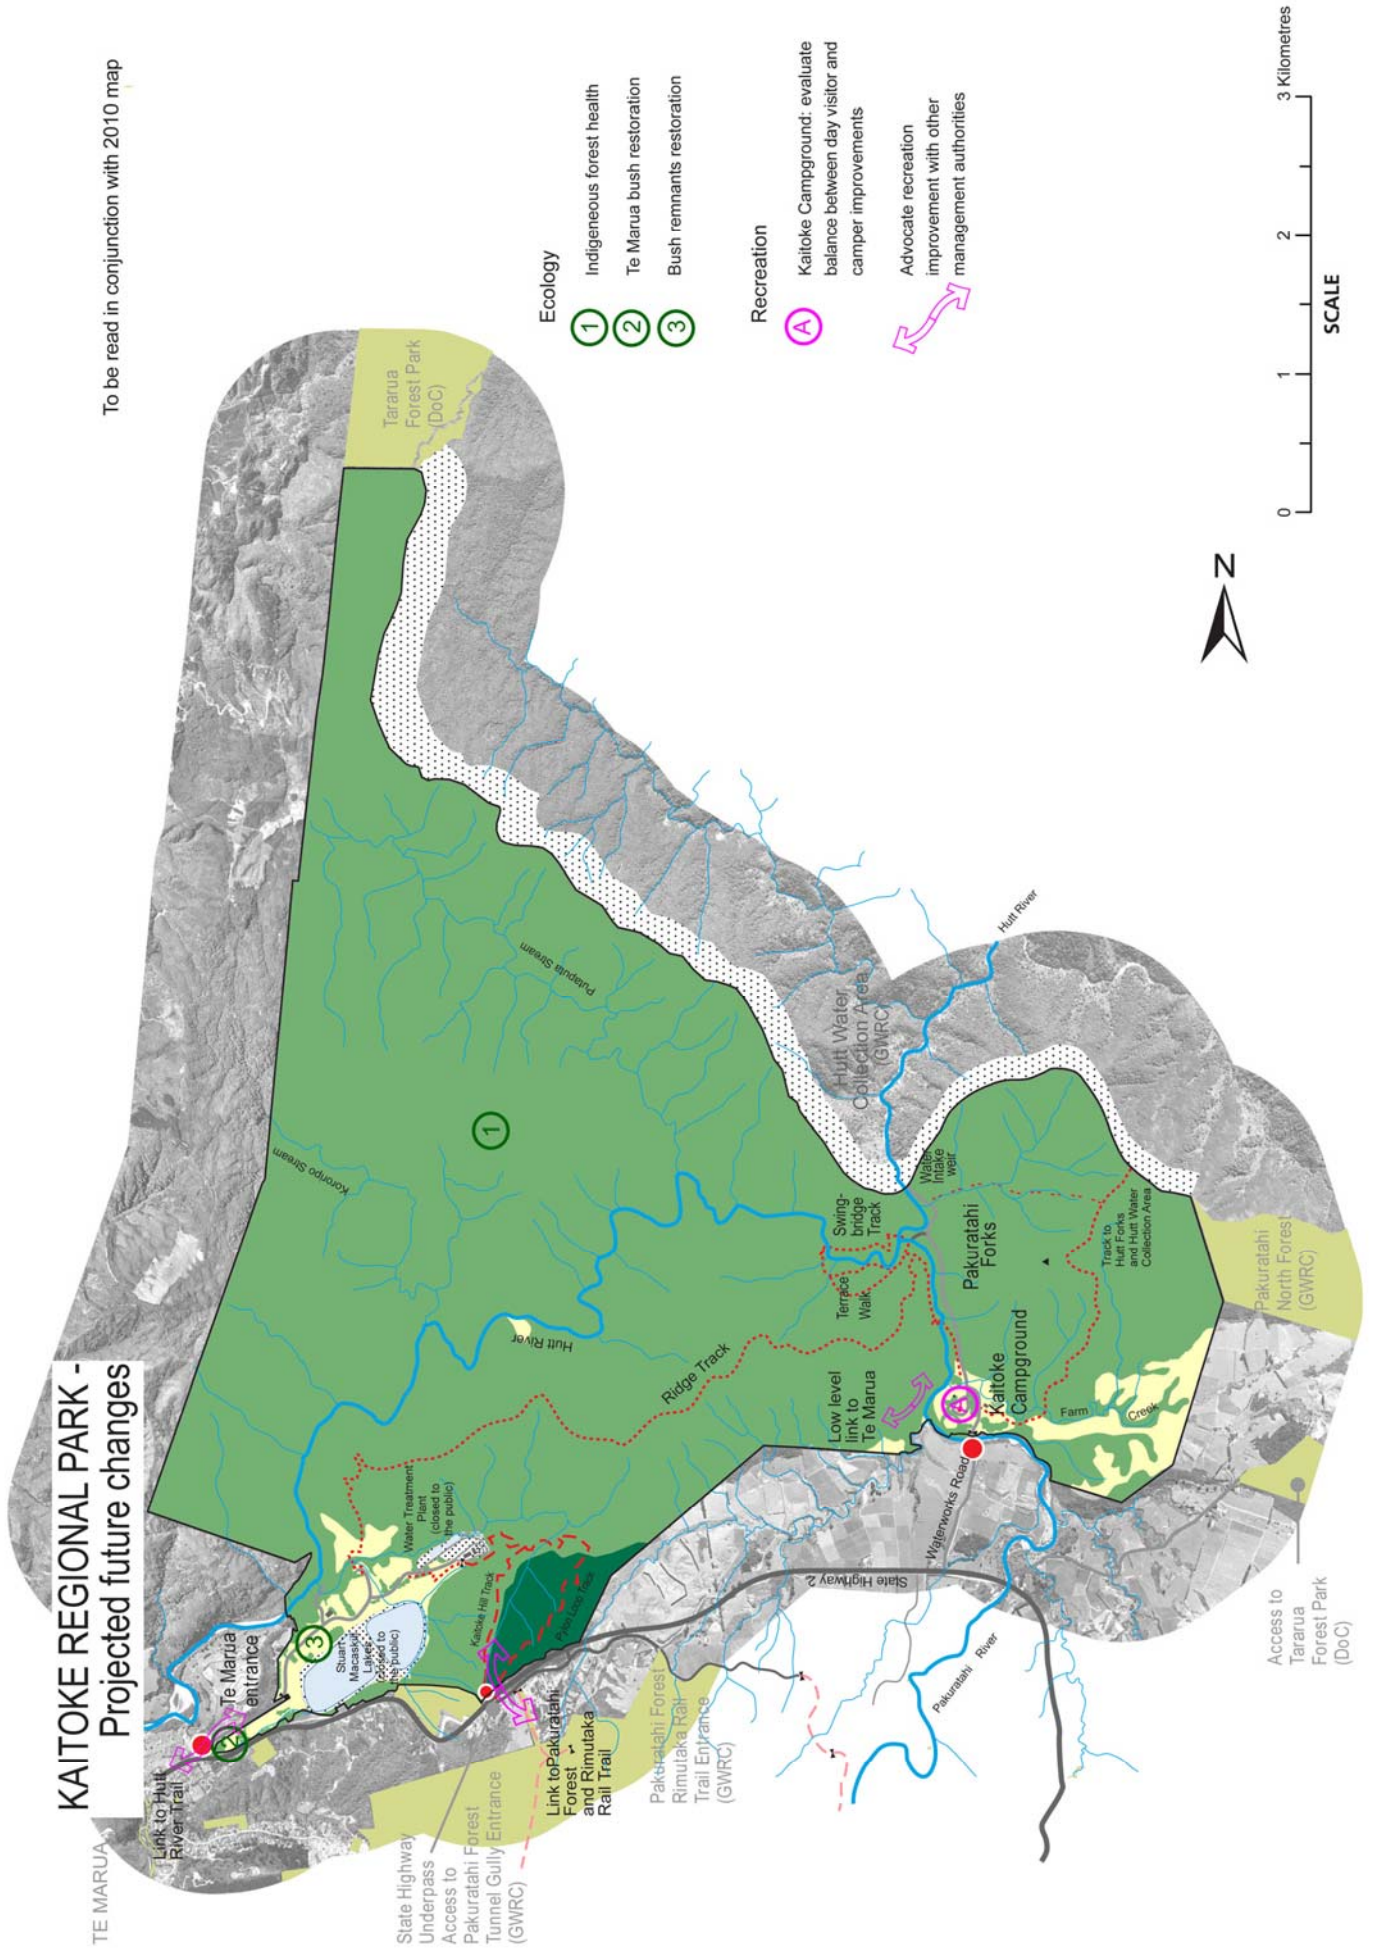 KAITOKE REGIONAL PARK -
Projected future changes
To be read in conjunction with 2010 map
TE MARUA
Link to Hutt
River Trail
Te Marua
entrance
2
3
Stuart
Macaskill
Lakes
(closed to
the public)
Water Treatment
Plant
(closed to
the public)
Kaitoke Hill Track
Pylon Loop Track
State Highway
Underpass
Access to
Pakuratahi Forest
Tunnel Gully Entrance
(GWRC)
Link to Pakuratahi
Forest
and Rimutaka
Rail Trail
Pakuratahi Forest
Rimutaka Rail
Trail Entrance
(GWRC)
Pakuratahi River
State Highway 2
Waterworks Road
Low level
link to
Te Marua
A
Kaitoke
Campground
Farm Creek
Ridge Track
Hutt River
Terrace
Walk
Swing-
bridge
Track
Pakuratahi
Forks
Water
Intake
weir
Track to
Hutt Forks
and Hutt Water
Collection Area
Hutt Water
Collection Area
(GWRC)
Hutt River
Kororipo Stream
1
Putaputa Stream
Tararua
Forest Park
(DoC)
Pakuratahi
North Forest
(GWRC)
Access to
Tararua
Forest Park
(DoC)
Ecology
1 Indigeneous forest health
2 Te Marua bush restoration
3 Bush remnants restoration
Recreation
A Kaitoke Campground: evaluate
balance between day visitor and
camper improvements
Advocate recreation
improvement with other
management authorities
N
0 1 2 3 Kilometres
SCALE